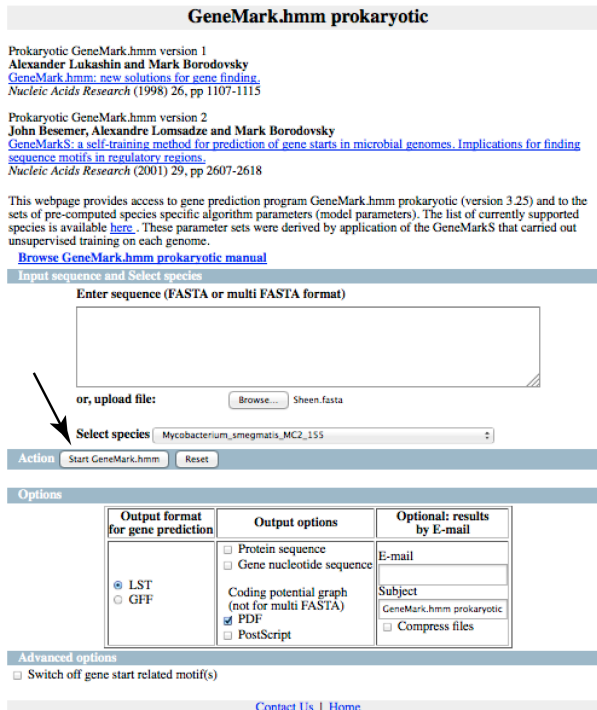 GeneMark.hmm prokaryotic
Prokaryotic GeneMark.hmm version 1
Alexander Lukashin and Mark Borodovsky
GeneMark.hmm: new solutions for gene finding.
Nucleic Acids Research (1998) 26, pp 1107-1115
Prokaryotic GeneMark.hmm version 2
John Besemer, Alexandre Lomsadze and Mark Borodovsky
GeneMarkS: a self-training method for prediction of gene starts in microbial genomes. Implications for finding
sequence motifs in regulatory regions.
Nucleic Acids Research (2001) 29, pp 2607-2618
This webpage provides access to gene prediction program GeneMark.hmm prokaryotic (version 3.25) and to the
sets of pre-computed species specific algorithm parameters (model parameters). The list of currently supported
species is available here . These parameter sets were derived by application of the GeneMarkS that carried out
unsupervised training on each genome.
Browse GeneMark.hmm prokaryotic manual
Input sequence and Select species
Enter sequence (FASTA or multi FASTA format)
or, upload file: Browse... Sheen.fasta
Select species Mycobacterium_smegmatis_MC2_155
Action Start GeneMark.hmm Reset
Options
Output format
for gene prediction
Output options
Optional: results
by E-mail
LST
GFF
Protein sequence
Gene nucleotide sequence
Coding potential graph
(not for multi FASTA)
PDF
PostScript
E-mail
Subject
GeneMark.hmm prokaryotic
Compress files
Advanced options
Switch off gene start related motif(s)
Contact Us | Home